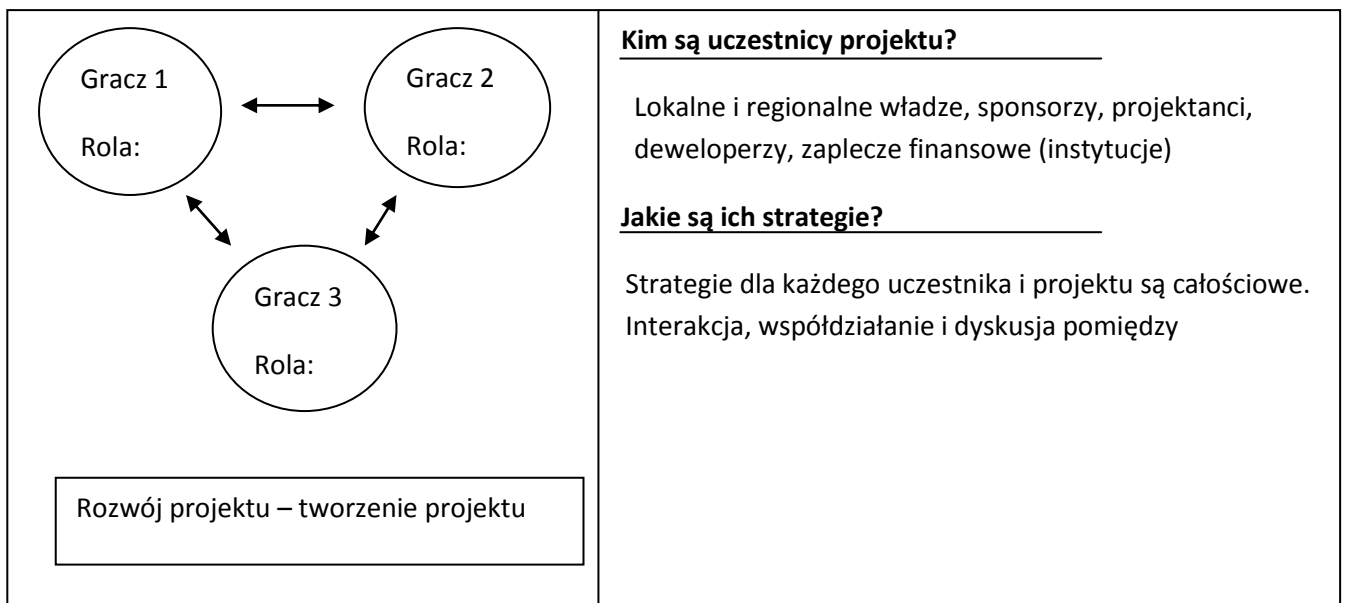 Gracz 1
Rola:
Gracz 2
Rola:
Gracz 3
Rola:
Rozwój projektu – tworzenie projektu
Kim są uczestnicy projektu?
Lokalne i regionalne władze, sponsorzy, projektanci,
deweloperzy, zaplecze finansowe (instytucje)
Jakie są ich strategie?
Strategie dla każdego uczestnika i projektu są całościowe.
Interakcja, współdziałanie i dyskusja pomiędzy